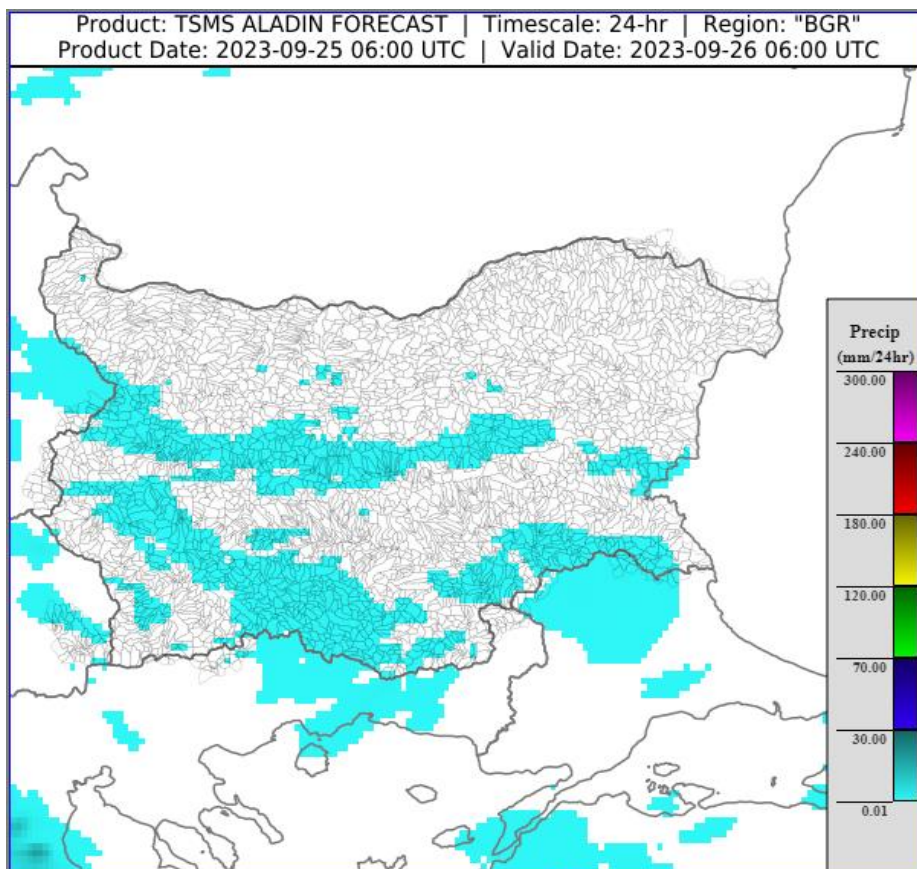 Product: TSMS ALADIN FORECAST | Timescale: 24-hr | Region: "BGR"
Product Date: 2023-09-25 06:00 UTC | Valid Date: 2023-09-26 06:00 UTC
Precip
(mm/24hr)
300.00
240.00
180.00
120.00
70.00
30.00
0.01